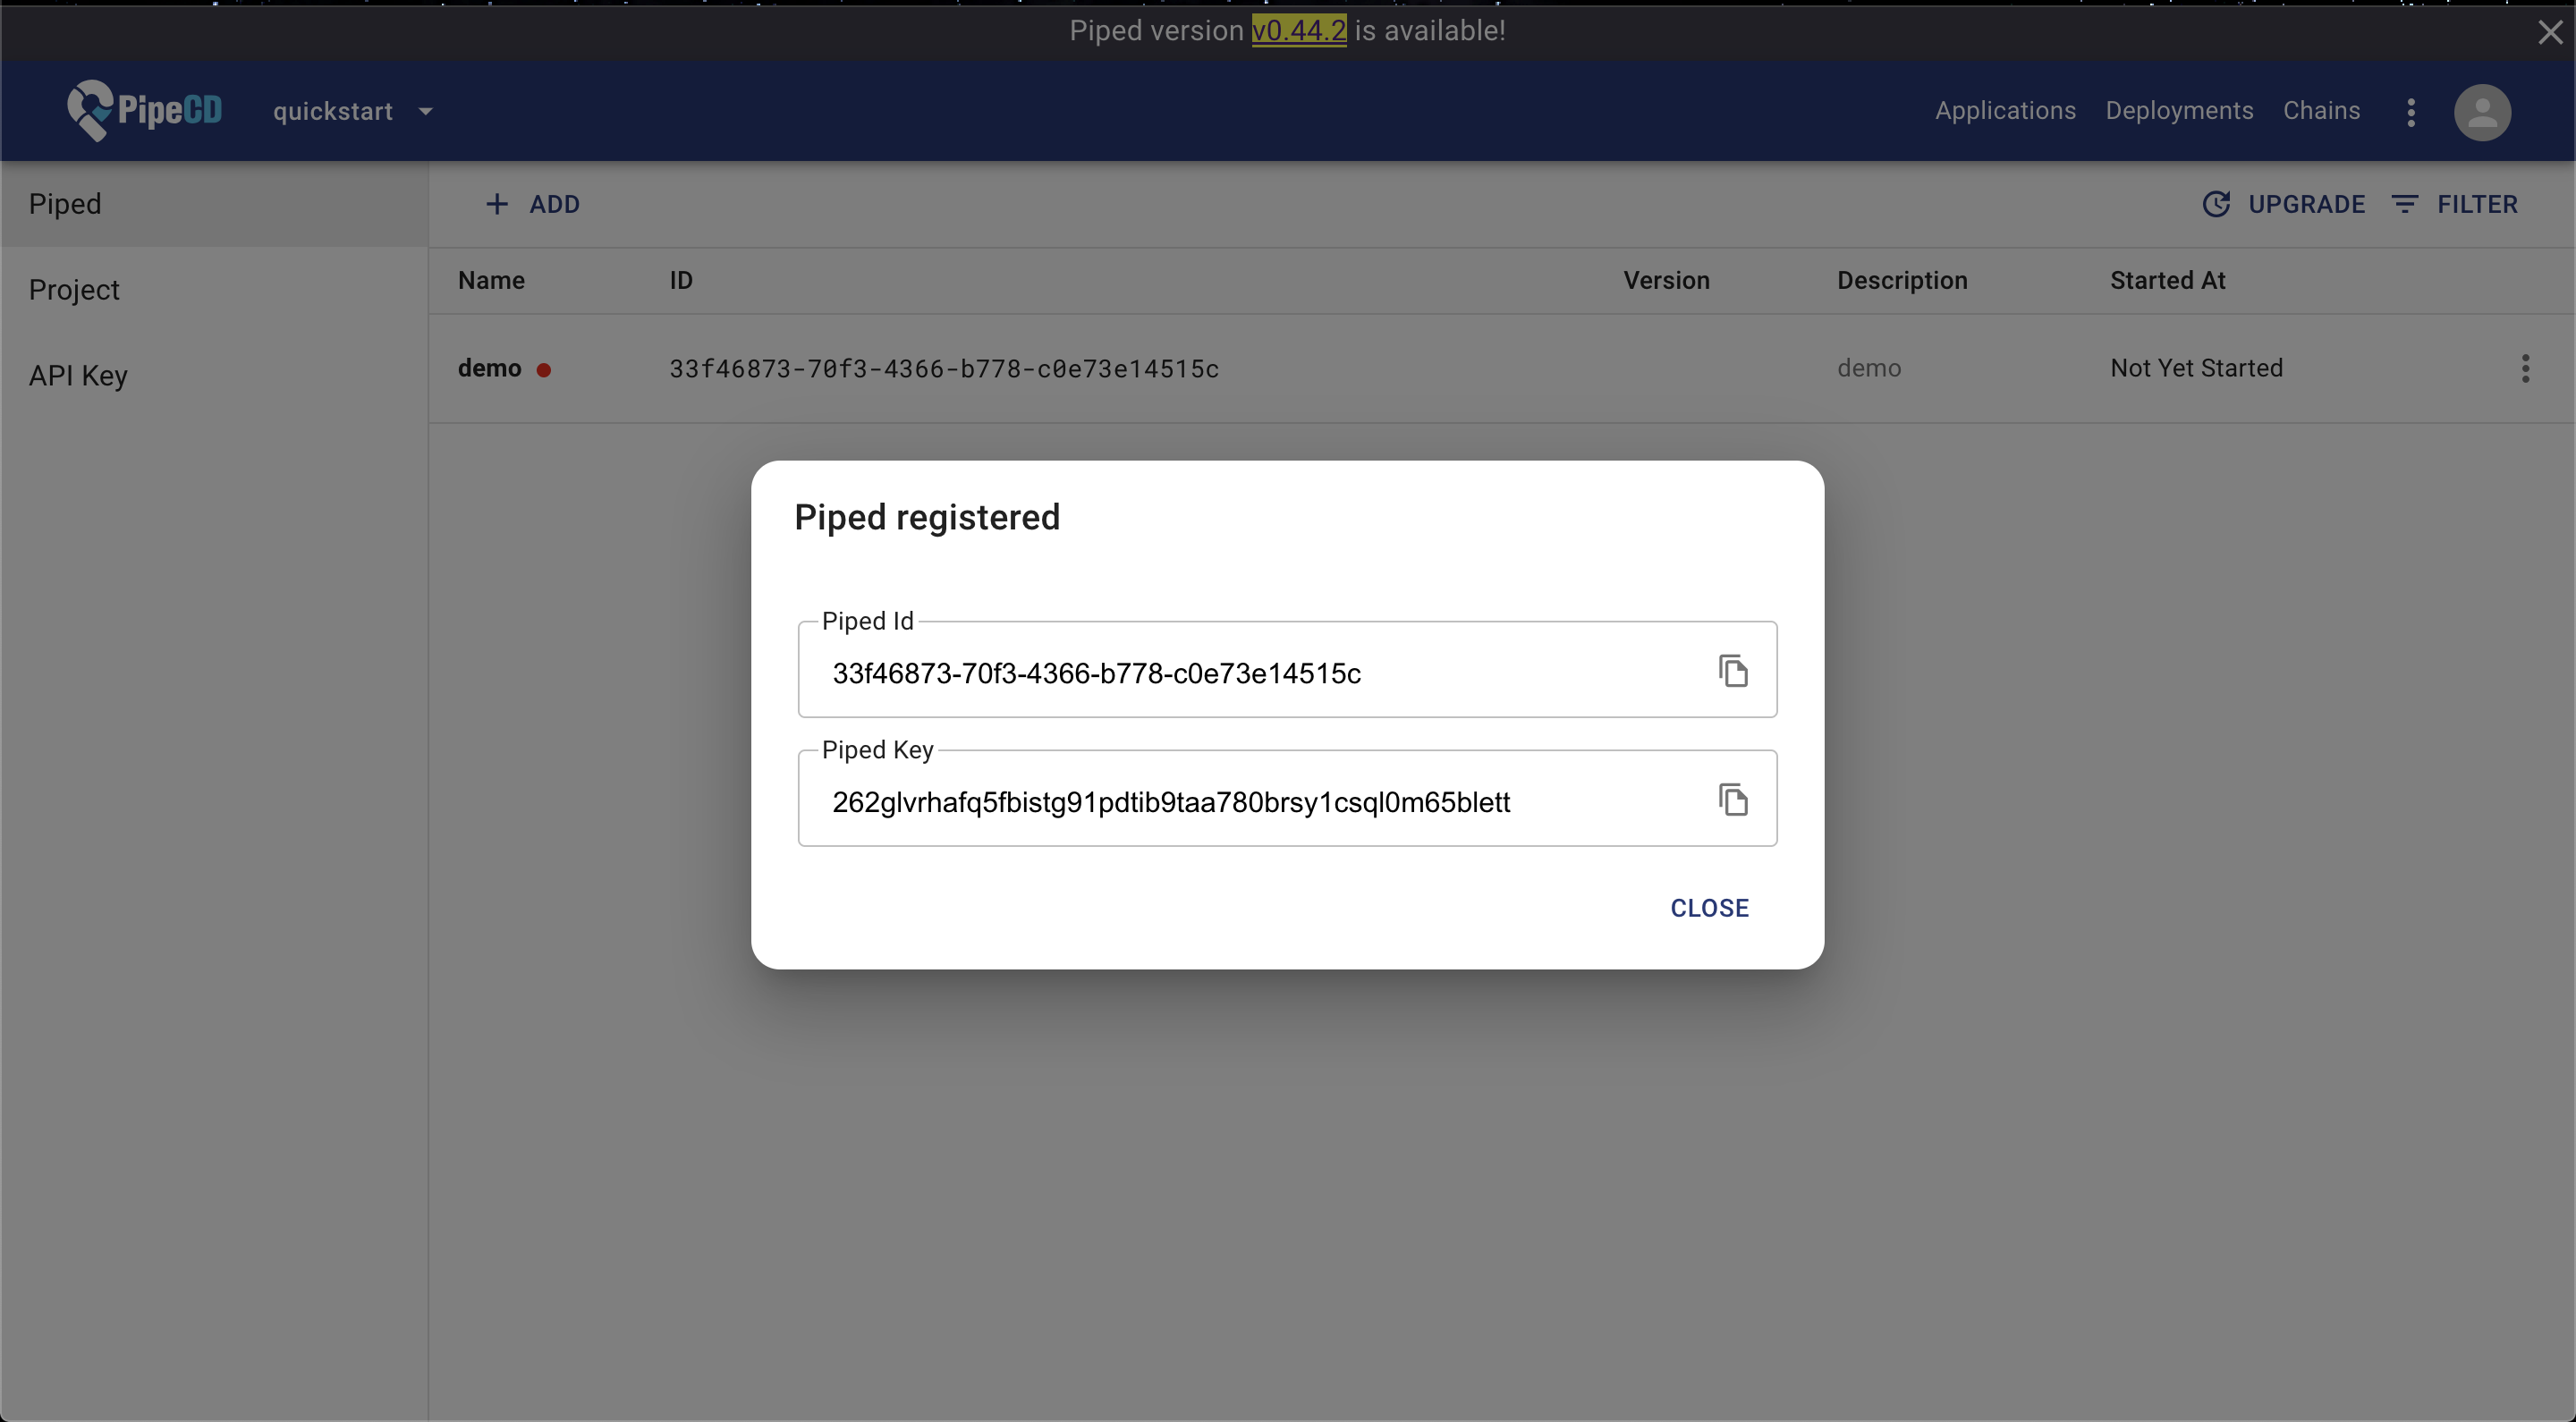 Piped version v0.44.2 is available!
PipeCD quickstart Applications Deployments Chains
Piped
Project
API Key
ADD UPGRADE FILTER
Name ID Version Description Started At
demo 33f46873-70f3-4366-b778-c0e73e14515c demo Not Yet Started
Piped registered
Piped Id
33f46873-70f3-4366-b778-c0e73e14515c
Piped Key
262glvrhafq5fbistg91pdtib9taa780brsy1csql0m65blett
CLOSE